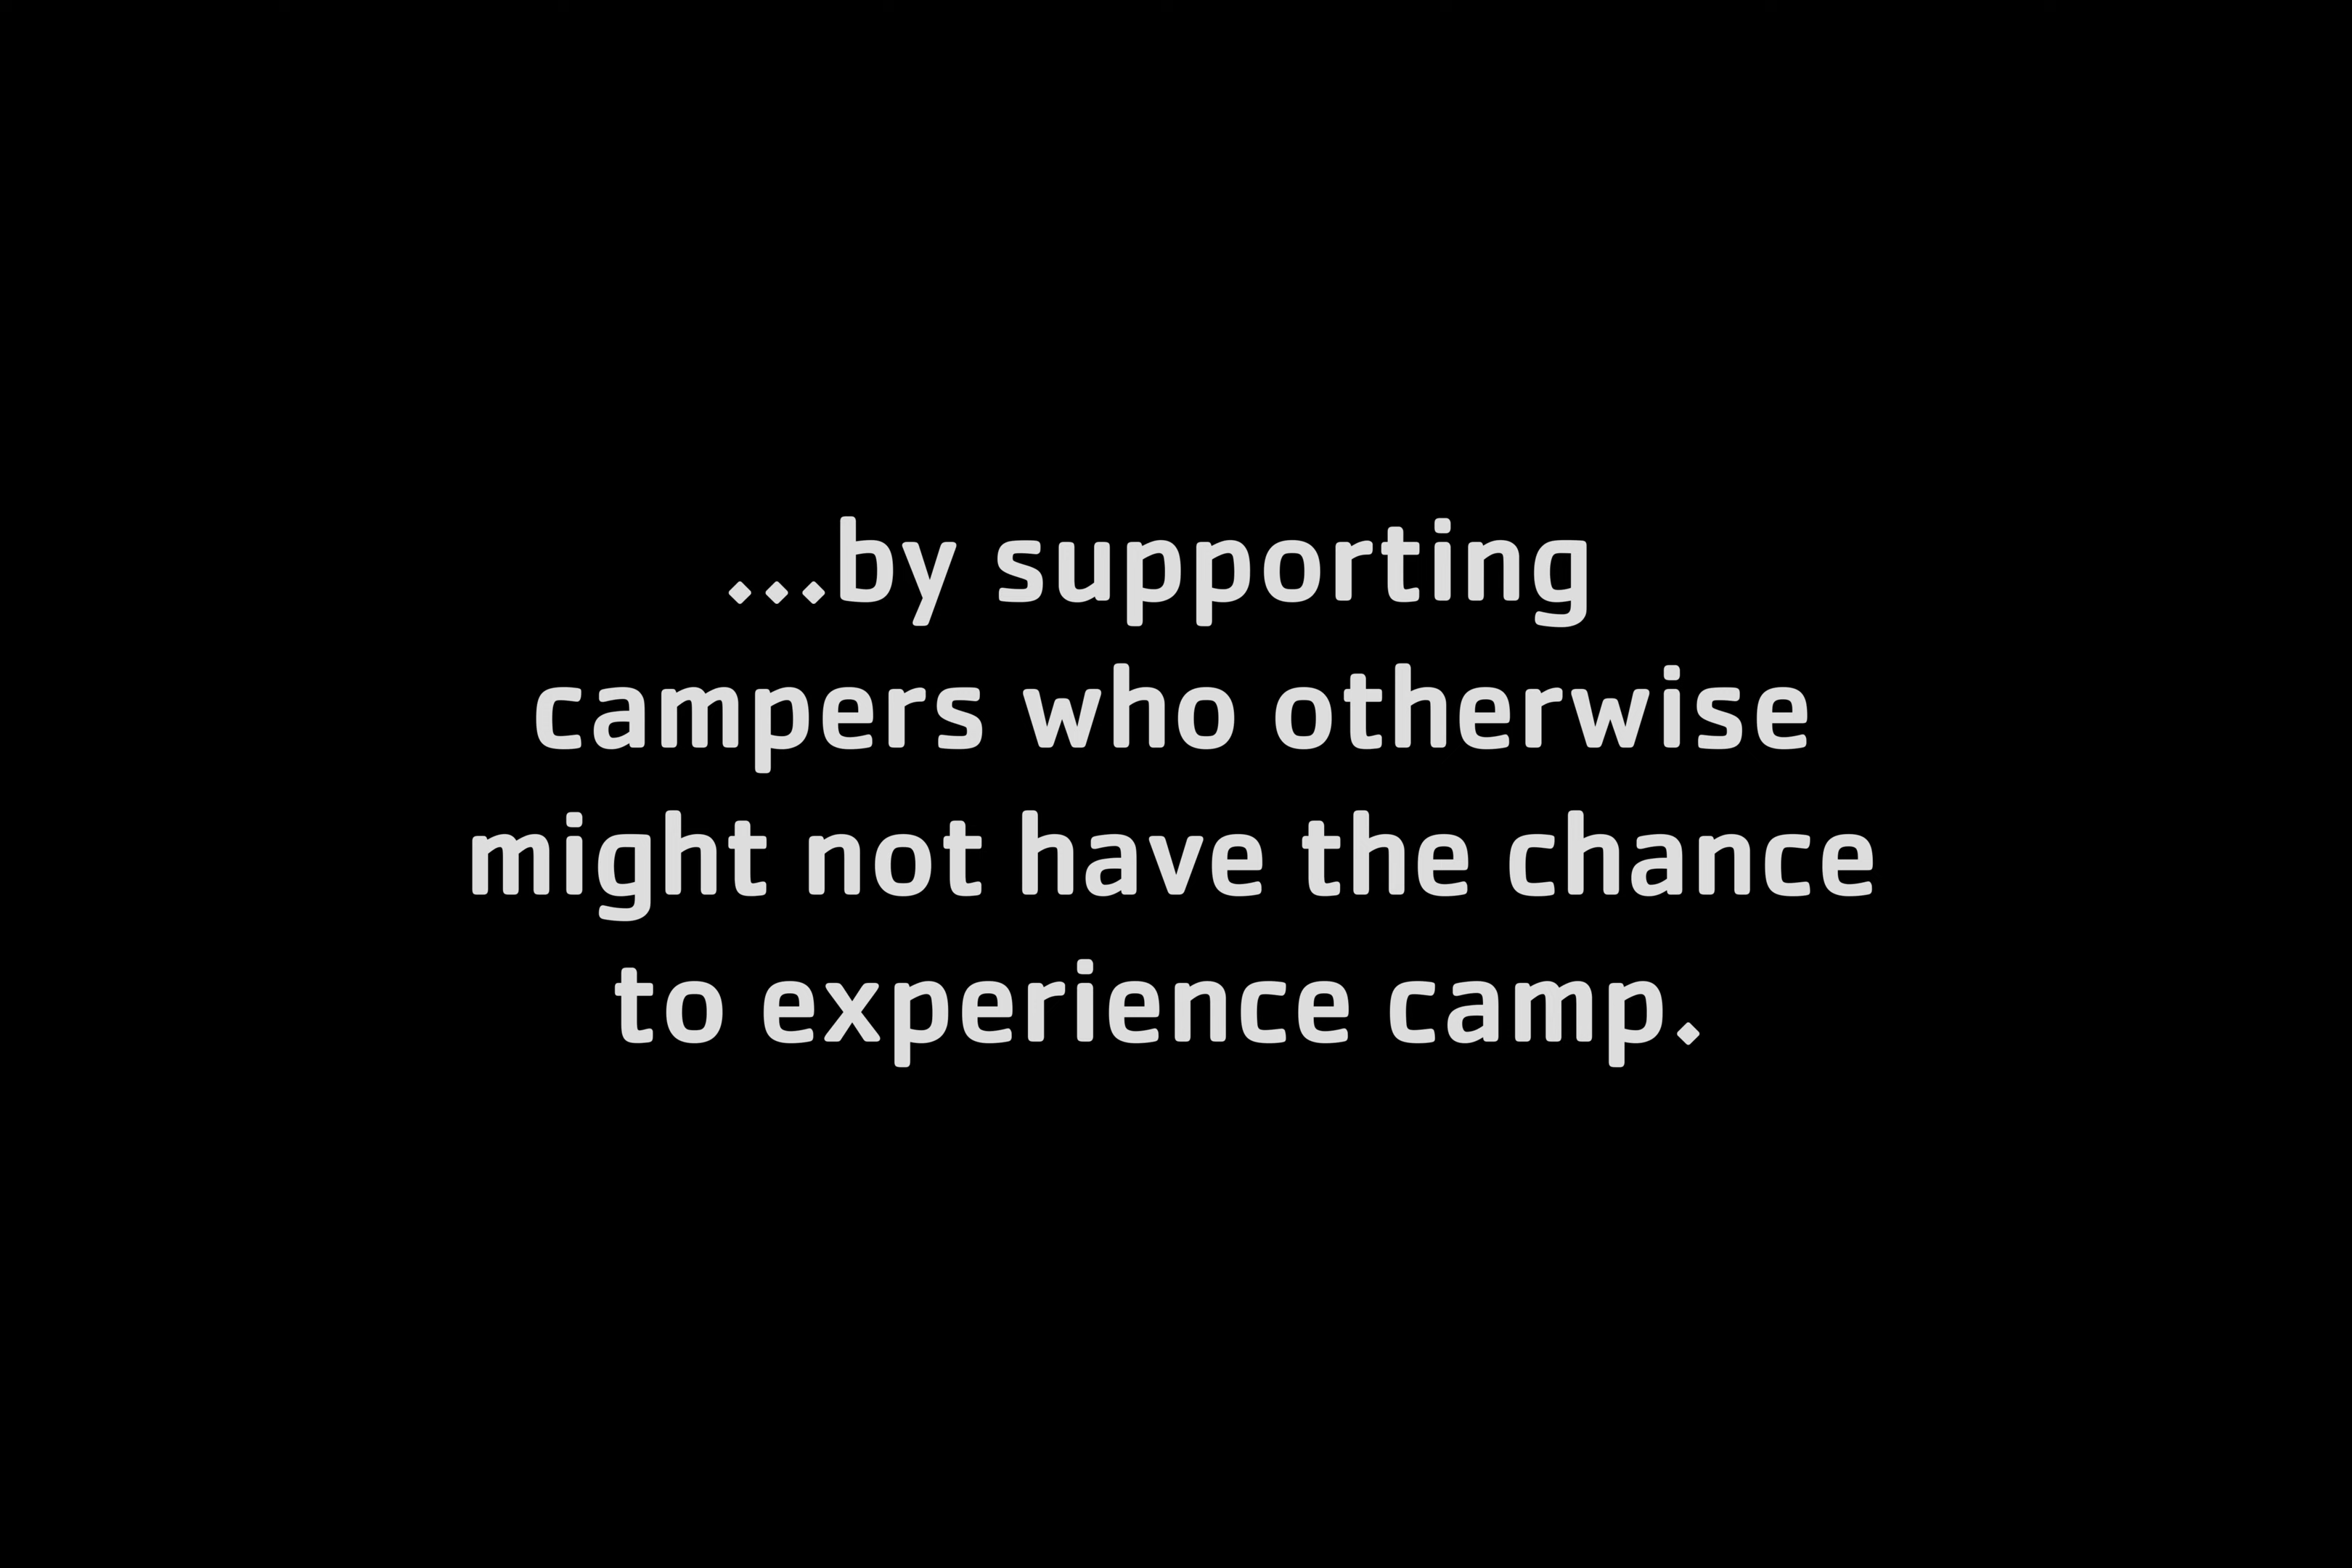 ...by supporting
campers who otherwise
might not have the chance
to experience camp.